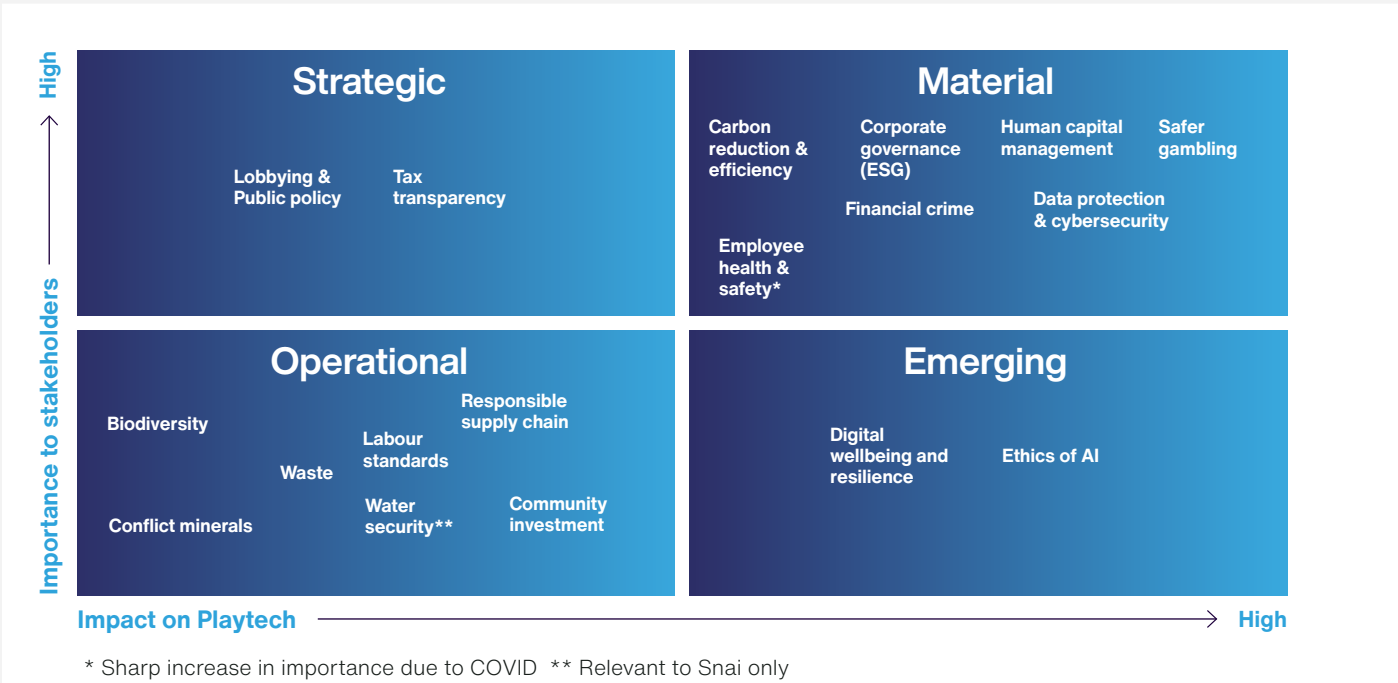 High
Importance to stakeholders
Strategic
Lobbying &
Public policy
Tax
transparency
Material
Carbon
reduction &
efficiency
Corporate
governance
(ESG)
Human capital
management
Safer
gambling
Financial crime
Data protection
& cybersecurity
Employee
health &
safety*
Operational
Biodiversity
Responsible
supply chain
Labour
standards
Waste
Water
security**
Community
investment
Conflict minerals
Emerging
Digital
wellbeing and
resilience
Ethics of AI
Impact on Playtech
High
* Sharp increase in importance due to COVID ** Relevant to Snai only